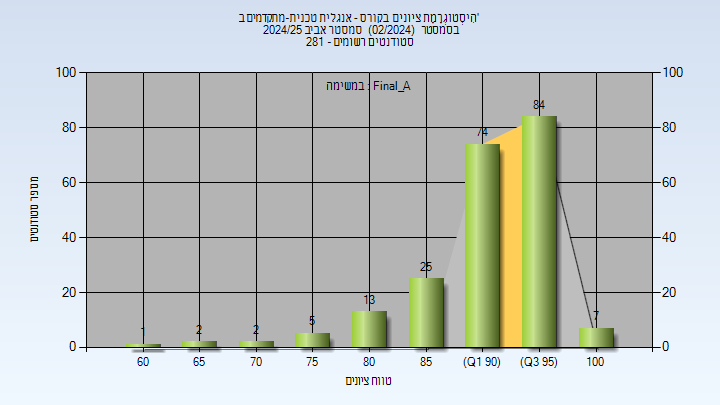 היסטוגרמת ציונים בקורס - אנגלית טכנית-מתקדמים ב'
בסמסטר (02/2024) סמסטר אביב 2024/25
סטודנטים רשומים - 281
במשימה : Final_A
100 100
80 80
60 60
40 40
20 20
0 0
מספר סטודנטים
1 2 2 5 13 25 74 84 7
60 65 70 75 80 85 (Q1 90) (Q3 95) 100
טווח ציונים